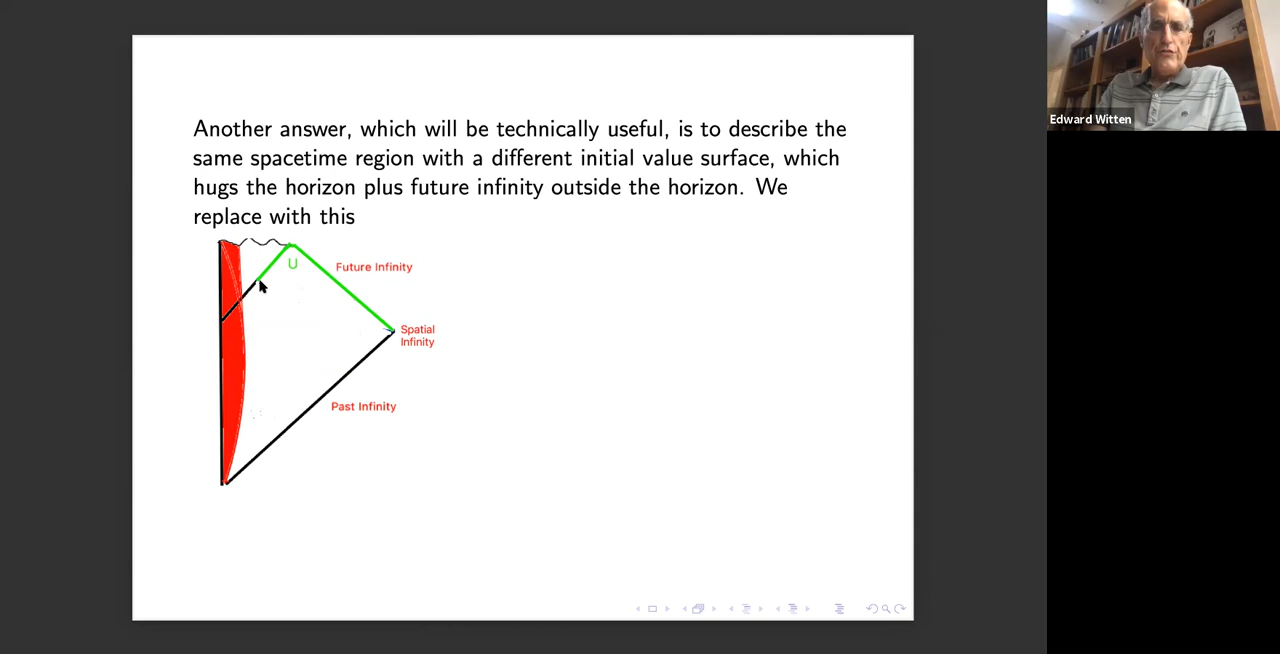 Another answer, which will be technically useful, is to describe the
same spacetime region with a different initial value surface, which
hugs the horizon plus future infinity outside the horizon. We
replace with this
U
Future Infinity
Spatial
Infinity
Past Infinity
Edward Witten